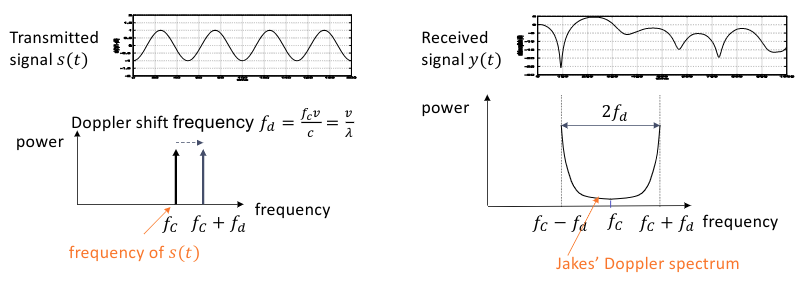 Transmitted
signal s(t)
Received
signal y(t)
Doppler shift frequency f_d = f_c v / c = v / λ
power
f_C
f_C + f_d
frequency
frequency of s(t)
power
2f_d
f_C − f_d
f_C
f_C + f_d
frequency
Jakes' Doppler spectrum